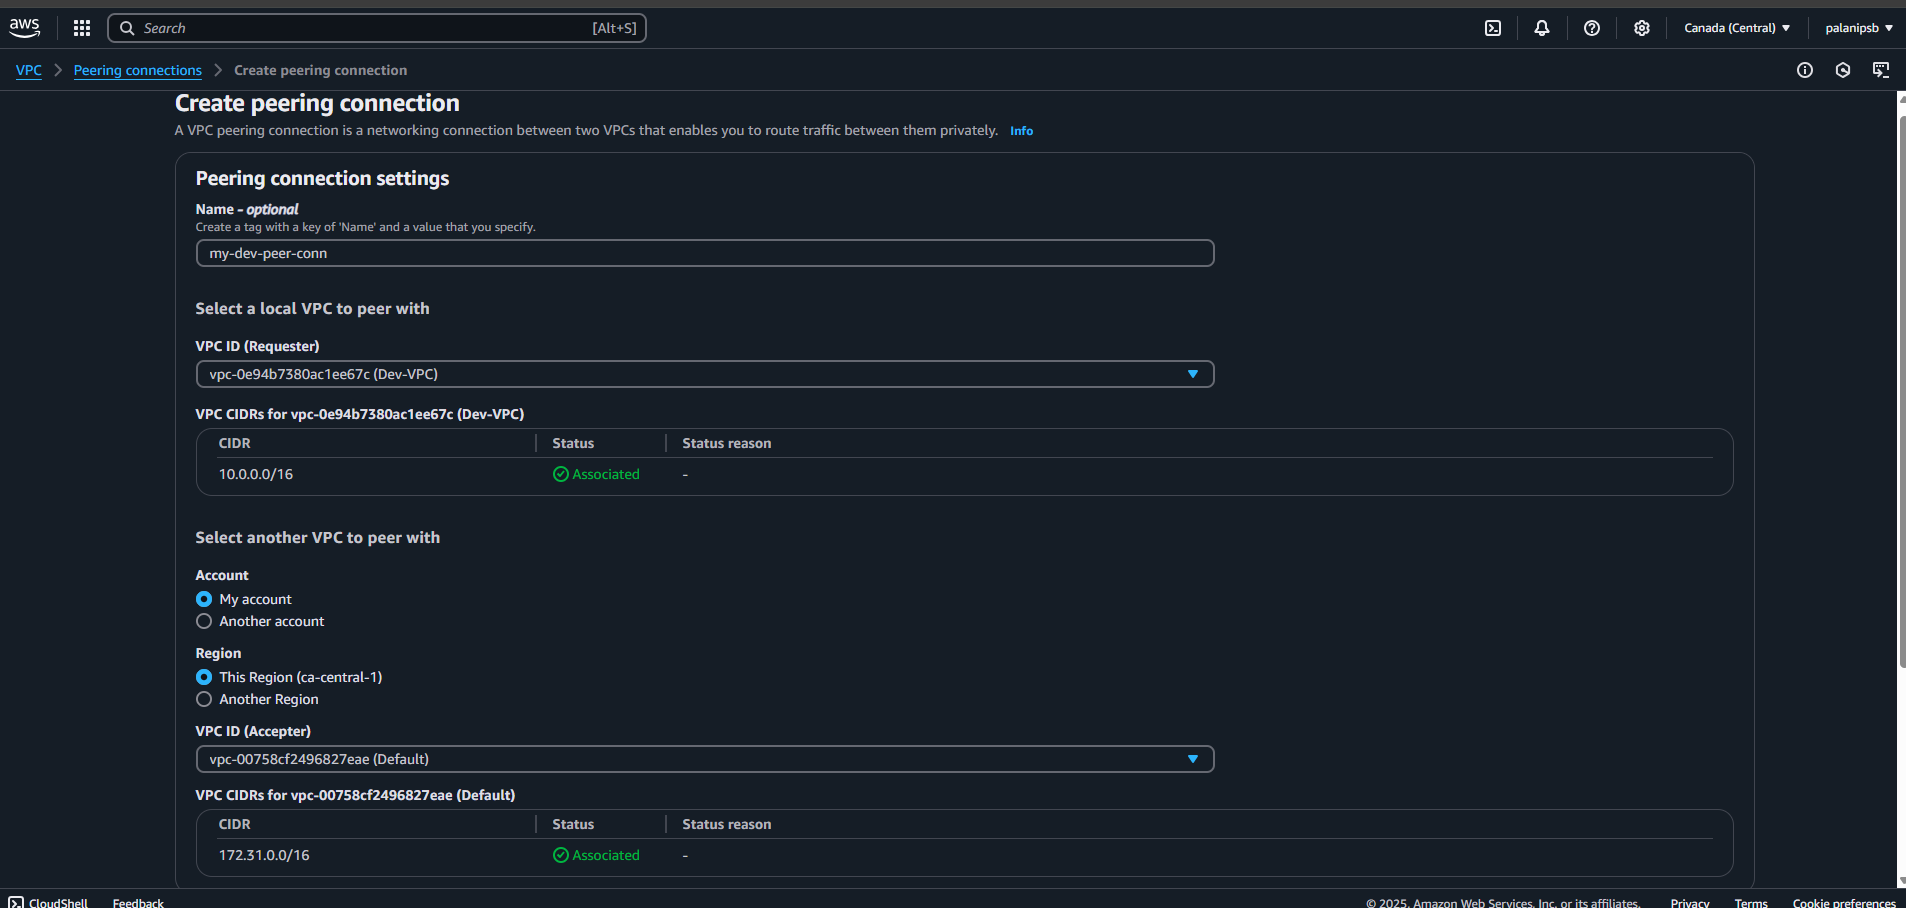 aws
Search [Alt+S]
Canada (Central)
palanipsb
VPC
Peering connections
Create peering connection
Create peering connection
A VPC peering connection is a networking connection between two VPCs that enables you to route traffic between them privately. Info
Peering connection settings
Name - optional
Create a tag with a key of 'Name' and a value that you specify.
my-dev-peer-conn
Select a local VPC to peer with
VPC ID (Requester)
vpc-0e94b7380ac1ee67c (Dev-VPC)
VPC CIDRs for vpc-0e94b7380ac1ee67c (Dev-VPC)
CIDR Status Status reason
10.0.0.0/16 Associated -
Select another VPC to peer with
Account
My account
Another account
Region
This Region (ca-central-1)
Another Region
VPC ID (Accepter)
vpc-00758cf2496827eae (Default)
VPC CIDRs for vpc-00758cf2496827eae (Default)
CIDR Status Status reason
172.31.0.0/16 Associated -
CloudShell Feedback © 2025, Amazon Web Services, Inc. or its affiliates. Privacy Terms Cookie preferences